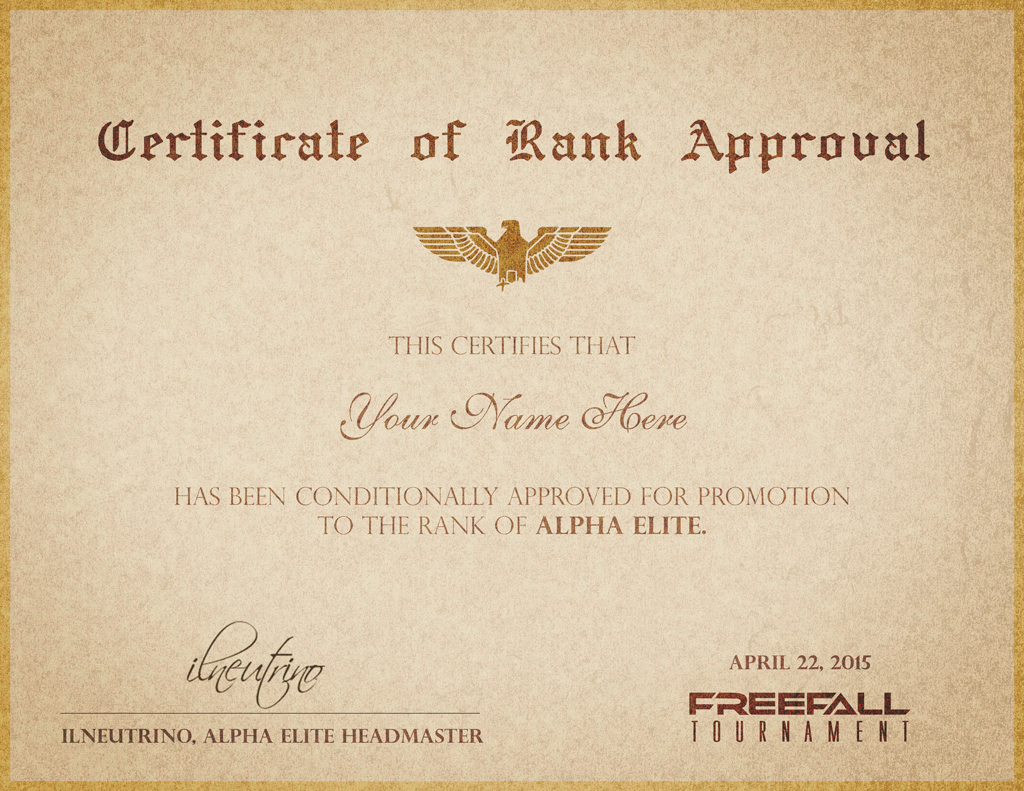 Certificate of Rank Approval
THIS CERTIFIES THAT
Your Name Here
HAS BEEN CONDITIONALLY APPROVED FOR PROMOTION
TO THE RANK OF ALPHA ELITE.
ilneutrino
ILNEUTRINO, ALPHA ELITE HEADMASTER
APRIL 22, 2015
FREEFALL
TOURNAMENT